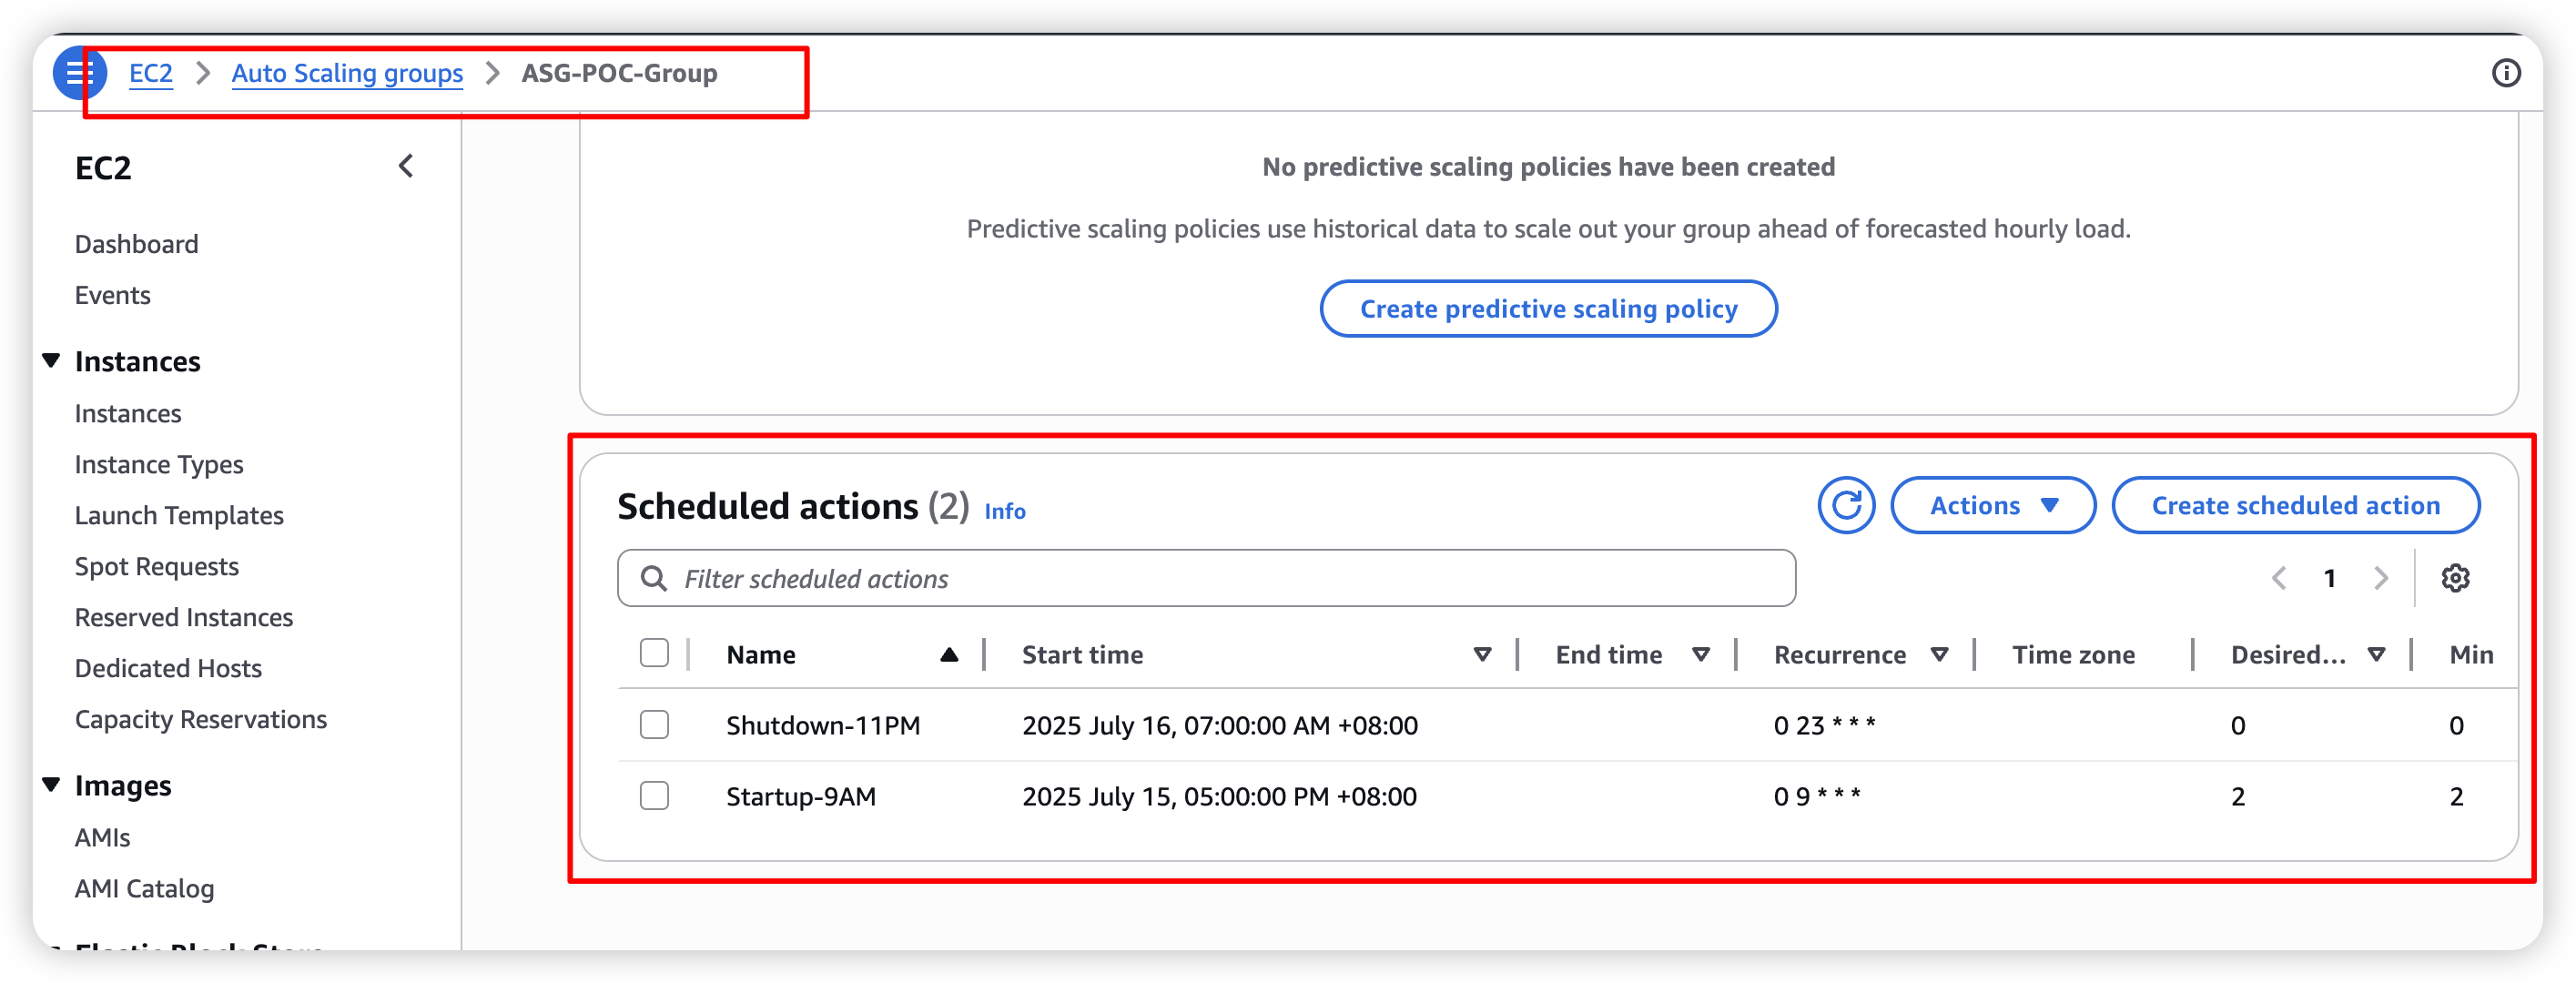 EC2 > Auto Scaling groups > ASG-POC-Group
EC2
Dashboard
Events
Instances
Instances
Instance Types
Launch Templates
Spot Requests
Reserved Instances
Dedicated Hosts
Capacity Reservations
Images
AMIs
AMI Catalog
Elastic Block Store
No predictive scaling policies have been created
Predictive scaling policies use historical data to scale out your group ahead of forecasted hourly load.
Create predictive scaling policy
Scheduled actions (2) Info
Actions
Create scheduled action
Filter scheduled actions
1
Name Start time End time Recurrence Time zone Desired... Min
Shutdown-11PM 2025 July 16, 07:00:00 AM +08:00 0 23 * * * 0 0
Startup-9AM 2025 July 15, 05:00:00 PM +08:00 0 9 * * * 2 2